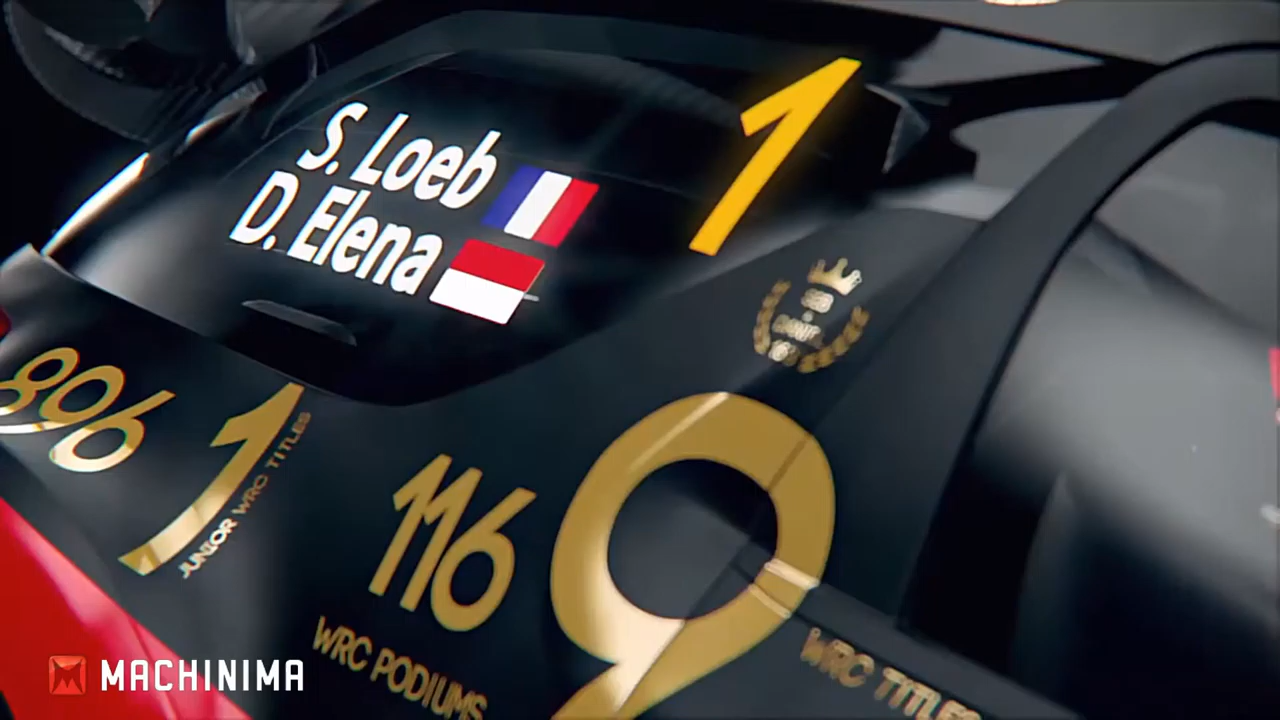 S. Loeb
D. Elena
1
896
1
JUNIOR WRC TITLES
116
WRC PODIUMS
9
WRC TITLES
MACHINIMA